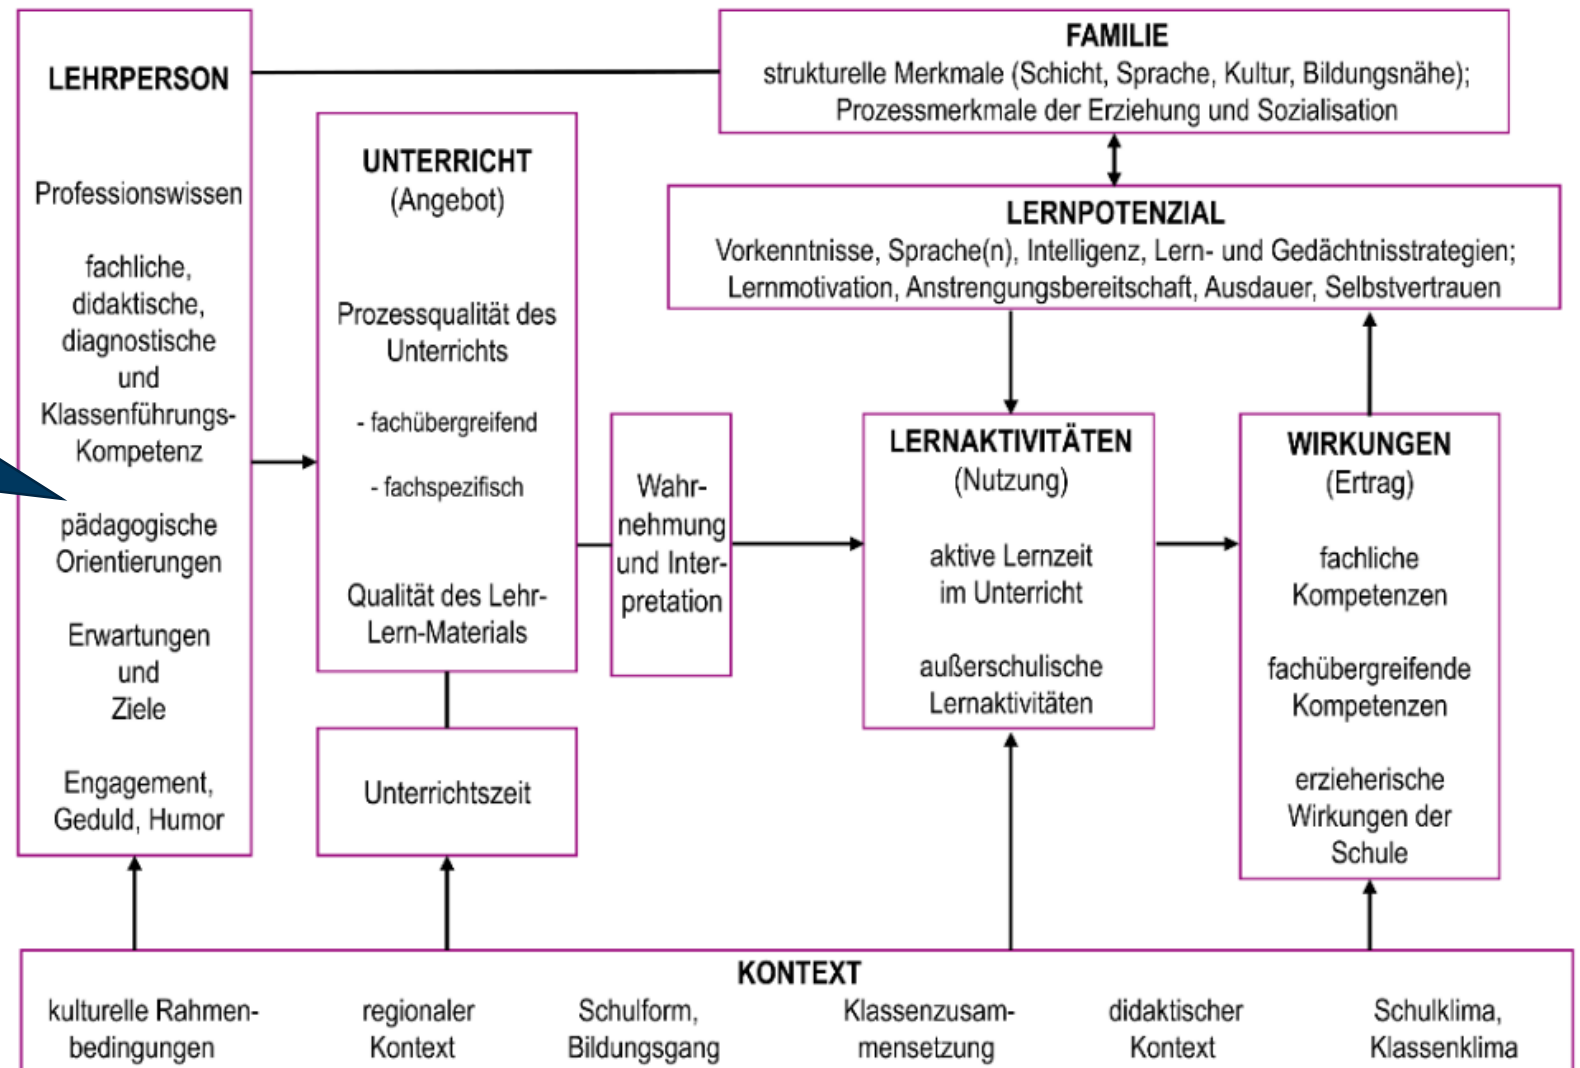 LEHRPERSON
Professionswissen
fachliche,
didaktische,
diagnostische
und
Klassenführungs-
Kompetenz
pädagogische
Orientierungen
Erwartungen
und
Ziele
Engagement,
Geduld, Humor
FAMILIE
strukturelle Merkmale (Schicht, Sprache, Kultur, Bildungsnähe);
Prozessmerkmale der Erziehung und Sozialisation
UNTERRICHT
(Angebot)
Prozessqualität des
Unterrichts
- fachübergreifend
- fachspezifisch
Qualität des Lehr-
Lern-Materials
Unterrichtszeit
LERNPOTENZIAL
Vorkenntnisse, Sprache(n), Intelligenz, Lern- und Gedächtnisstrategien;
Lernmotivation, Anstrengungsbereitschaft, Ausdauer, Selbstvertrauen
Wahr-
nehmung
und Inter-
pretation
LERNAKTIVITÄTEN
(Nutzung)
aktive Lernzeit
im Unterricht
außerschulische
Lernaktivitäten
WIRKUNGEN
(Ertrag)
fachliche
Kompetenzen
fachübergreifende
Kompetenzen
erzieherische
Wirkungen der
Schule
KONTEXT
kulturelle Rahmen-
bedingungen
regionaler
Kontext
Schulform,
Bildungsgang
Klassenzusam-
mensetzung
didaktischer
Kontext
Schulklima,
Klassenklima